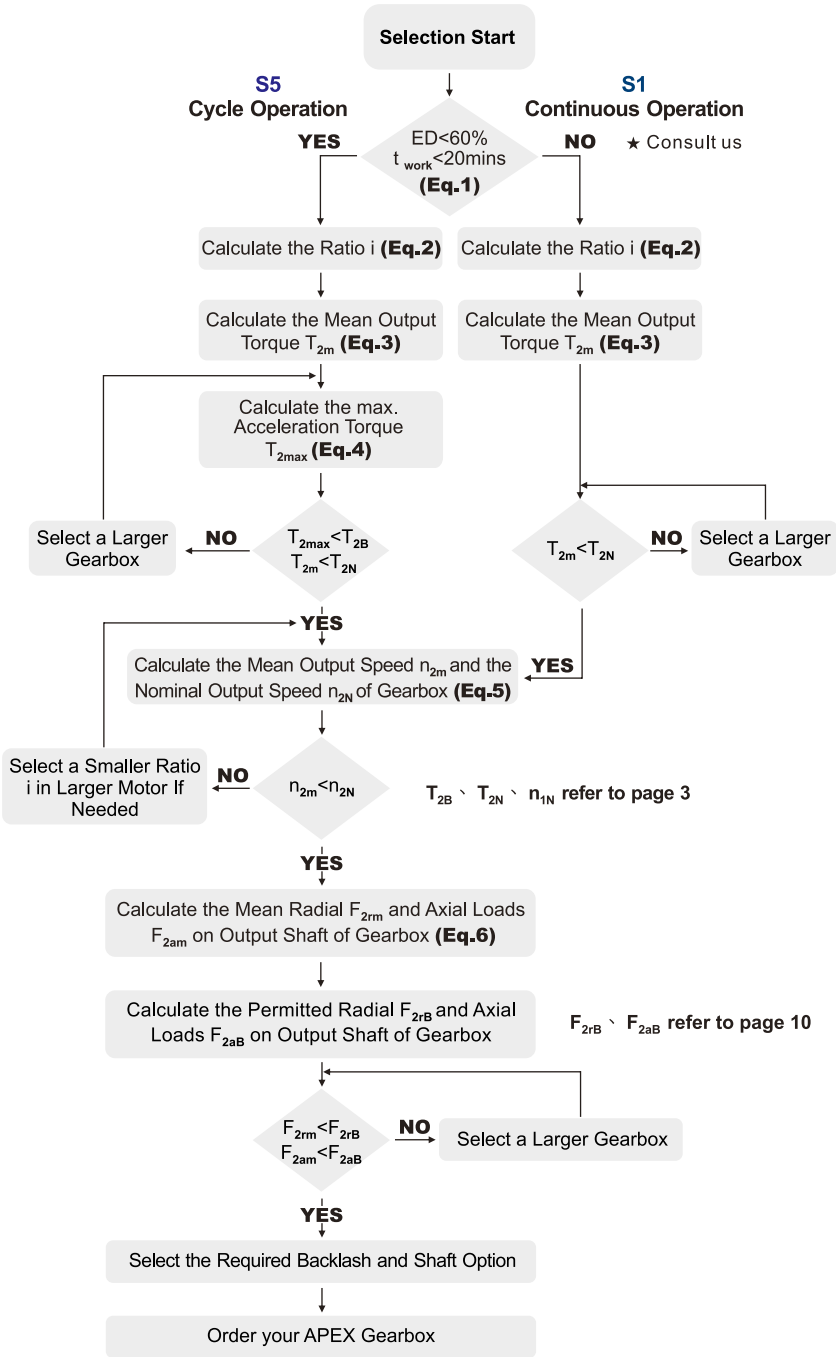 Selection Start
S5
Cycle Operation
S1
Continuous Operation
YES
ED<60%
t work<20mins
(Eq.1)
NO
★ Consult us
Calculate the Ratio i (Eq.2)
Calculate the Ratio i (Eq.2)
Calculate the Mean Output
Torque T2m (Eq.3)
Calculate the Mean Output
Torque T2m (Eq.3)
Calculate the max.
Acceleration Torque
T2max (Eq.4)
Select a Larger
Gearbox
NO
T2max<T2B
T2m<T2N
T2m<T2N
NO
Select a Larger
Gearbox
YES
Calculate the Mean Output Speed n2m and the
Nominal Output Speed n2N of Gearbox (Eq.5)
YES
Select a Smaller Ratio
i in Larger Motor If
Needed
NO
n2m<n2N
T2B、T2N、n1N refer to page 3
YES
Calculate the Mean Radial F2rm and Axial Loads
F2am on Output Shaft of Gearbox (Eq.6)
Calculate the Permitted Radial F2rB and Axial
Loads F2aB on Output Shaft of Gearbox
F2rB、F2aB refer to page 10
F2rm<F2rB
F2am<F2aB
NO
Select a Larger Gearbox
YES
Select the Required Backlash and Shaft Option
Order your APEX Gearbox